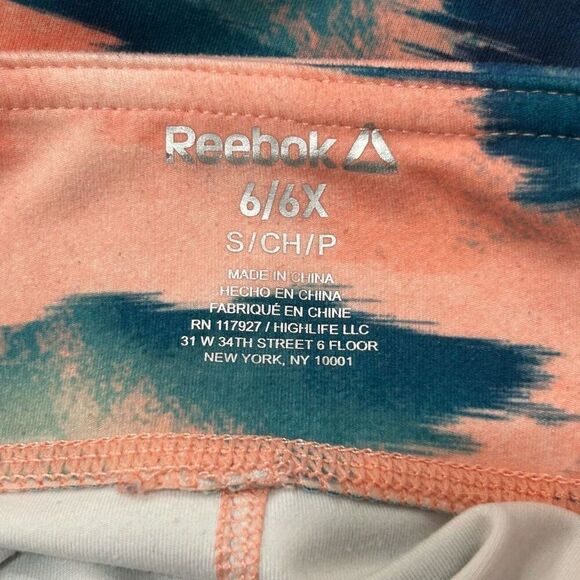 Reebok
6/6X
S/CH/P
MADE IN CHINA
HECHO EN CHINA
FABRIQUÉ EN CHINE
RN 117927 / HIGHLIFE LLC
31 W 34TH STREET 6 FLOOR
NEW YORK, NY 10001